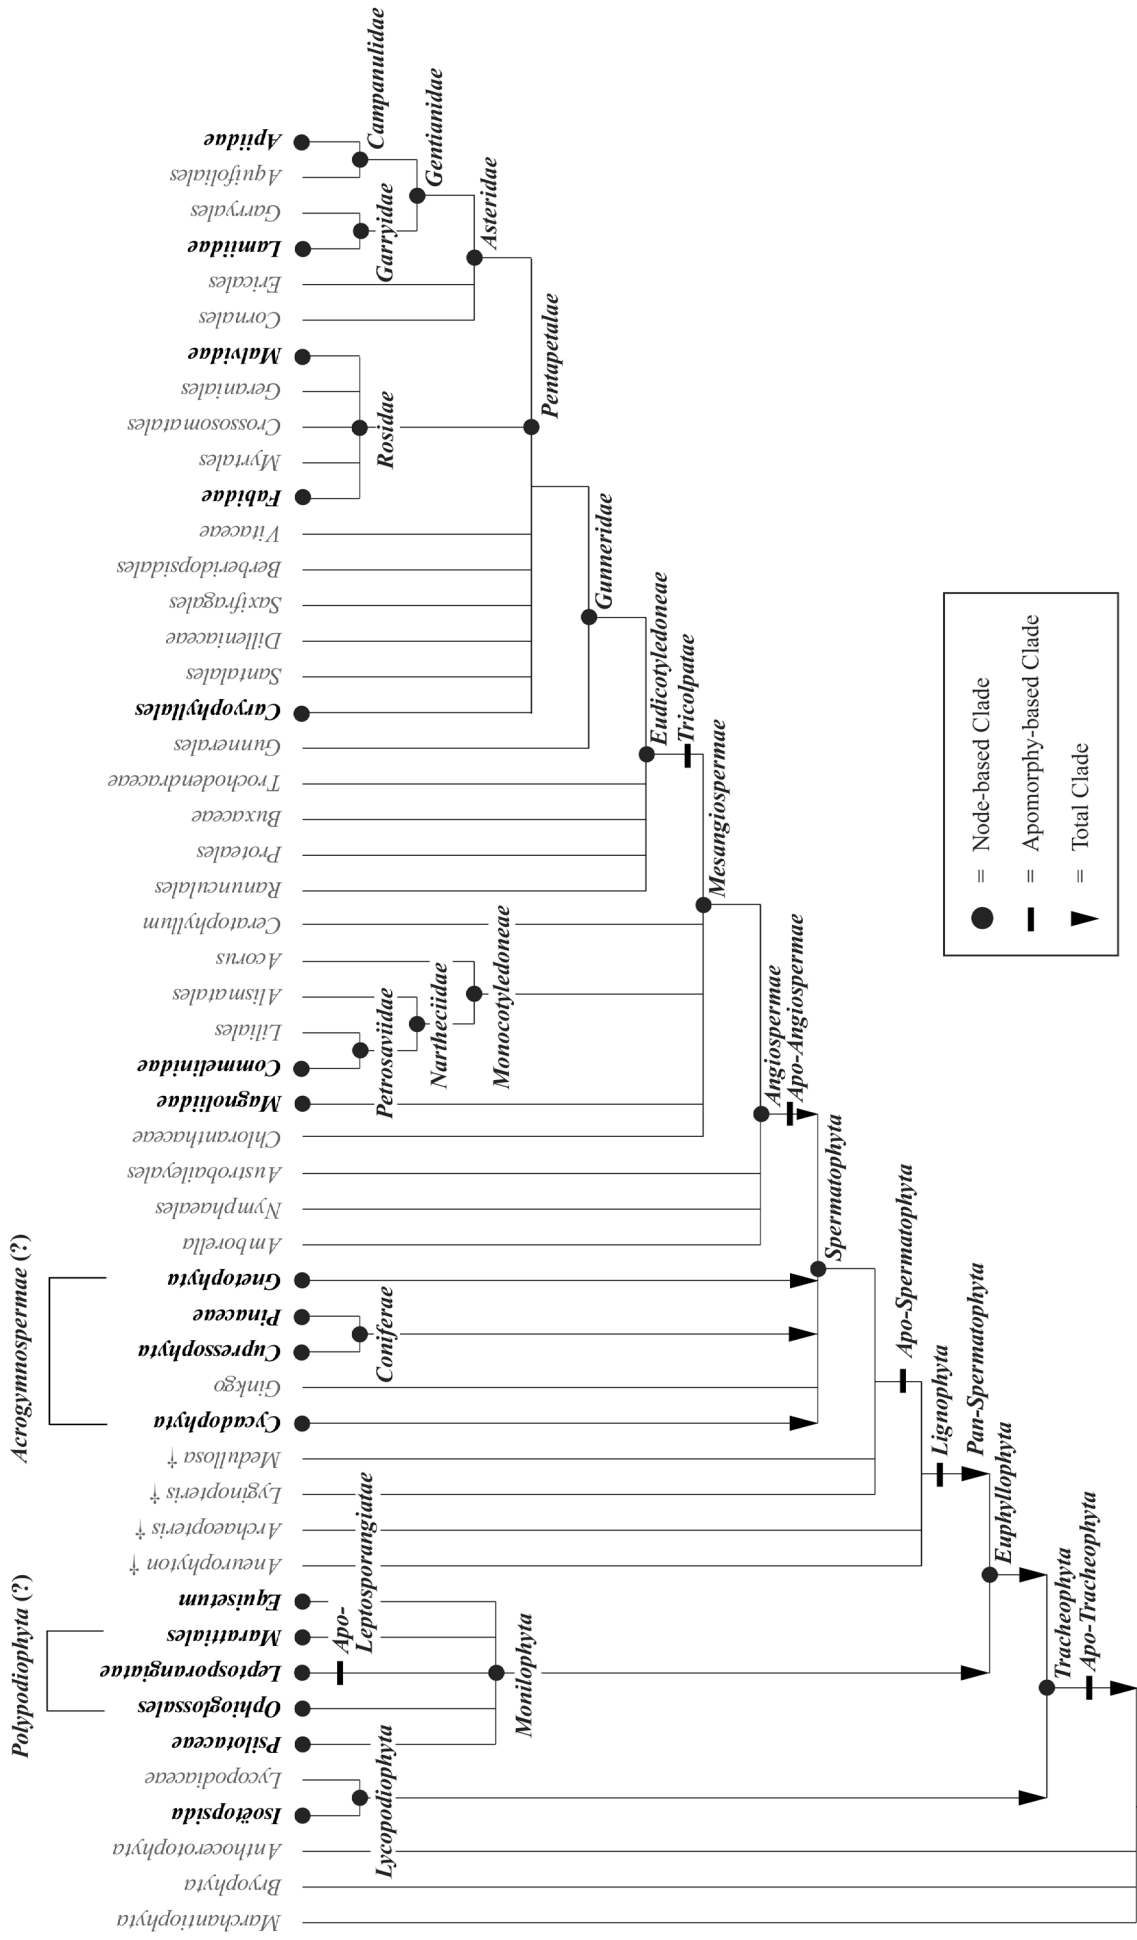 Acrogymnospermae (?)
Polypodiophyta (?)
Apiidae
Aquifoliales
Garryales
Lamiidae
Ericales
Cornales
Malvidae
Geraniales
Crossosomatales
Myrtales
Fabidae
Vitaceae
Berberidopsidales
Saxifragales
Dilleniaceae
Santalales
Caryophyllales
Gunnerales
Trochodendraceae
Buxaceae
Proteales
Ranunculales
Ceratophyllum
Acorus
Alismatales
Liliales
Commelinidae
Magnoliidae
Chloranthaceae
Austrobaileyales
Nymphaeales
Amborella
Gnetophyta
Pinaceae
Cupressophyta
Ginkgo
Cycadophyta
Medullosa †
Lyginopteris †
Archaeopteris †
Aneurophyton †
Equisetum
Marattiales
Leptosporangiatae
Ophioglossales
Psilotaceae
Lycopodiaceae
Isoëtopsida
Anthocerotophyta
Bryophyta
Marchantiophyta
Campanulidae
Garryidae
Gentianidae
Asteridae
Rosidae
Pentapetalae
Gunneridae
Eudicotyledoneae
Tricolpatae
Mesangiospermae
Petrosaviidae
Nartheciidae
Monocotyledoneae
Angiospermae
Apo-Angiospermae
Spermatophyta
Coniferae
Apo-Spermatophyta
Lignophyta
Pan-Spermatophyta
Euphyllophyta
Apo-
Leptosporangiatae
Monilophyta
Lycopodiophyta
Tracheophyta
Apo-Tracheophyta
= Node-based Clade
= Apomorphy-based Clade
= Total Clade